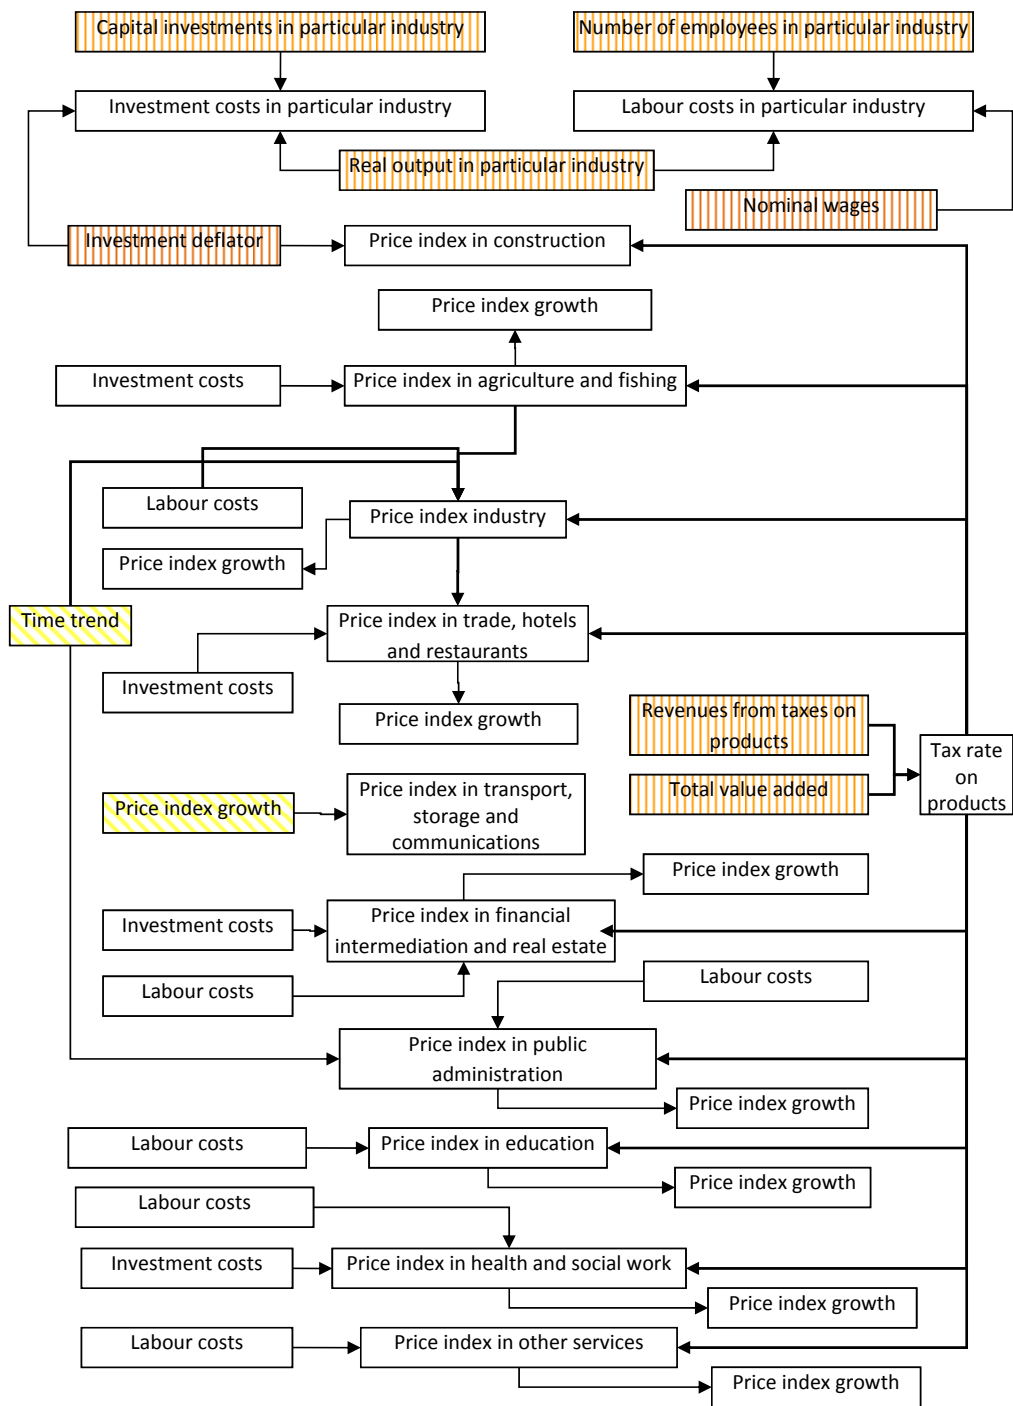 Capital investments in particular industry
Number of employees in particular industry
Investment costs in particular industry
Labour costs in particular industry
Real output in particular industry
Nominal wages
Investment deflator
Price index in construction
Price index growth
Investment costs
Price index in agriculture and fishing
Labour costs
Price index industry
Price index growth
Time trend
Price index in trade, hotels
and restaurants
Investment costs
Price index growth
Revenues from taxes on
products
Tax rate
on
products
Total value added
Price index growth
Price index in transport,
storage and
communications
Price index growth
Investment costs
Price index in financial
intermediation and real estate
Labour costs
Labour costs
Price index in public
administration
Price index growth
Labour costs
Price index in education
Price index growth
Labour costs
Investment costs
Price index in health and social work
Price index growth
Labour costs
Price index in other services
Price index growth